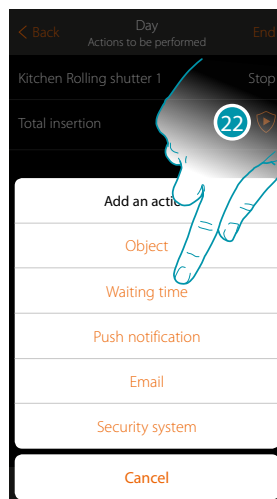 < Back Day End
Actions to be performed
Kitchen Rolling shutter 1 Stop
Total insertion
22
Add an actio
Object
Waiting time
Push notification
Email
Security system
Cancel